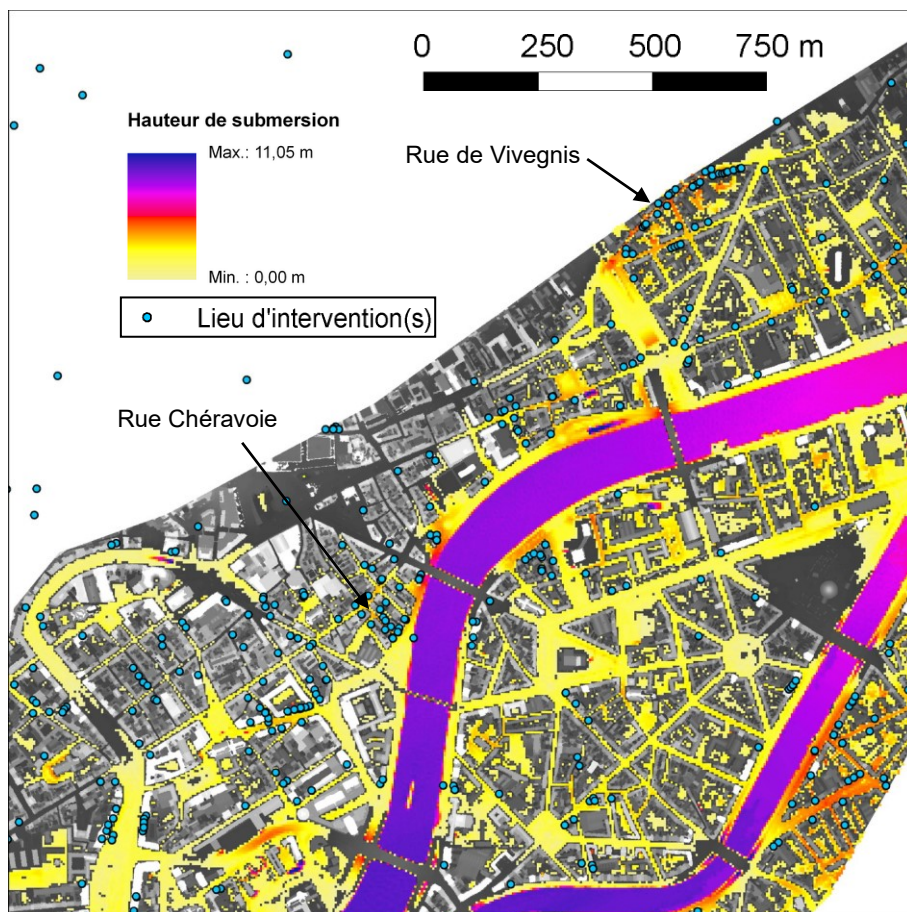 0 250 500 750 m
Hauteur de submersion
Max.: 11,05 m
Rue de Vivegnis
Min. : 0,00 m
Lieu d'intervention(s)
Rue Chéravoie